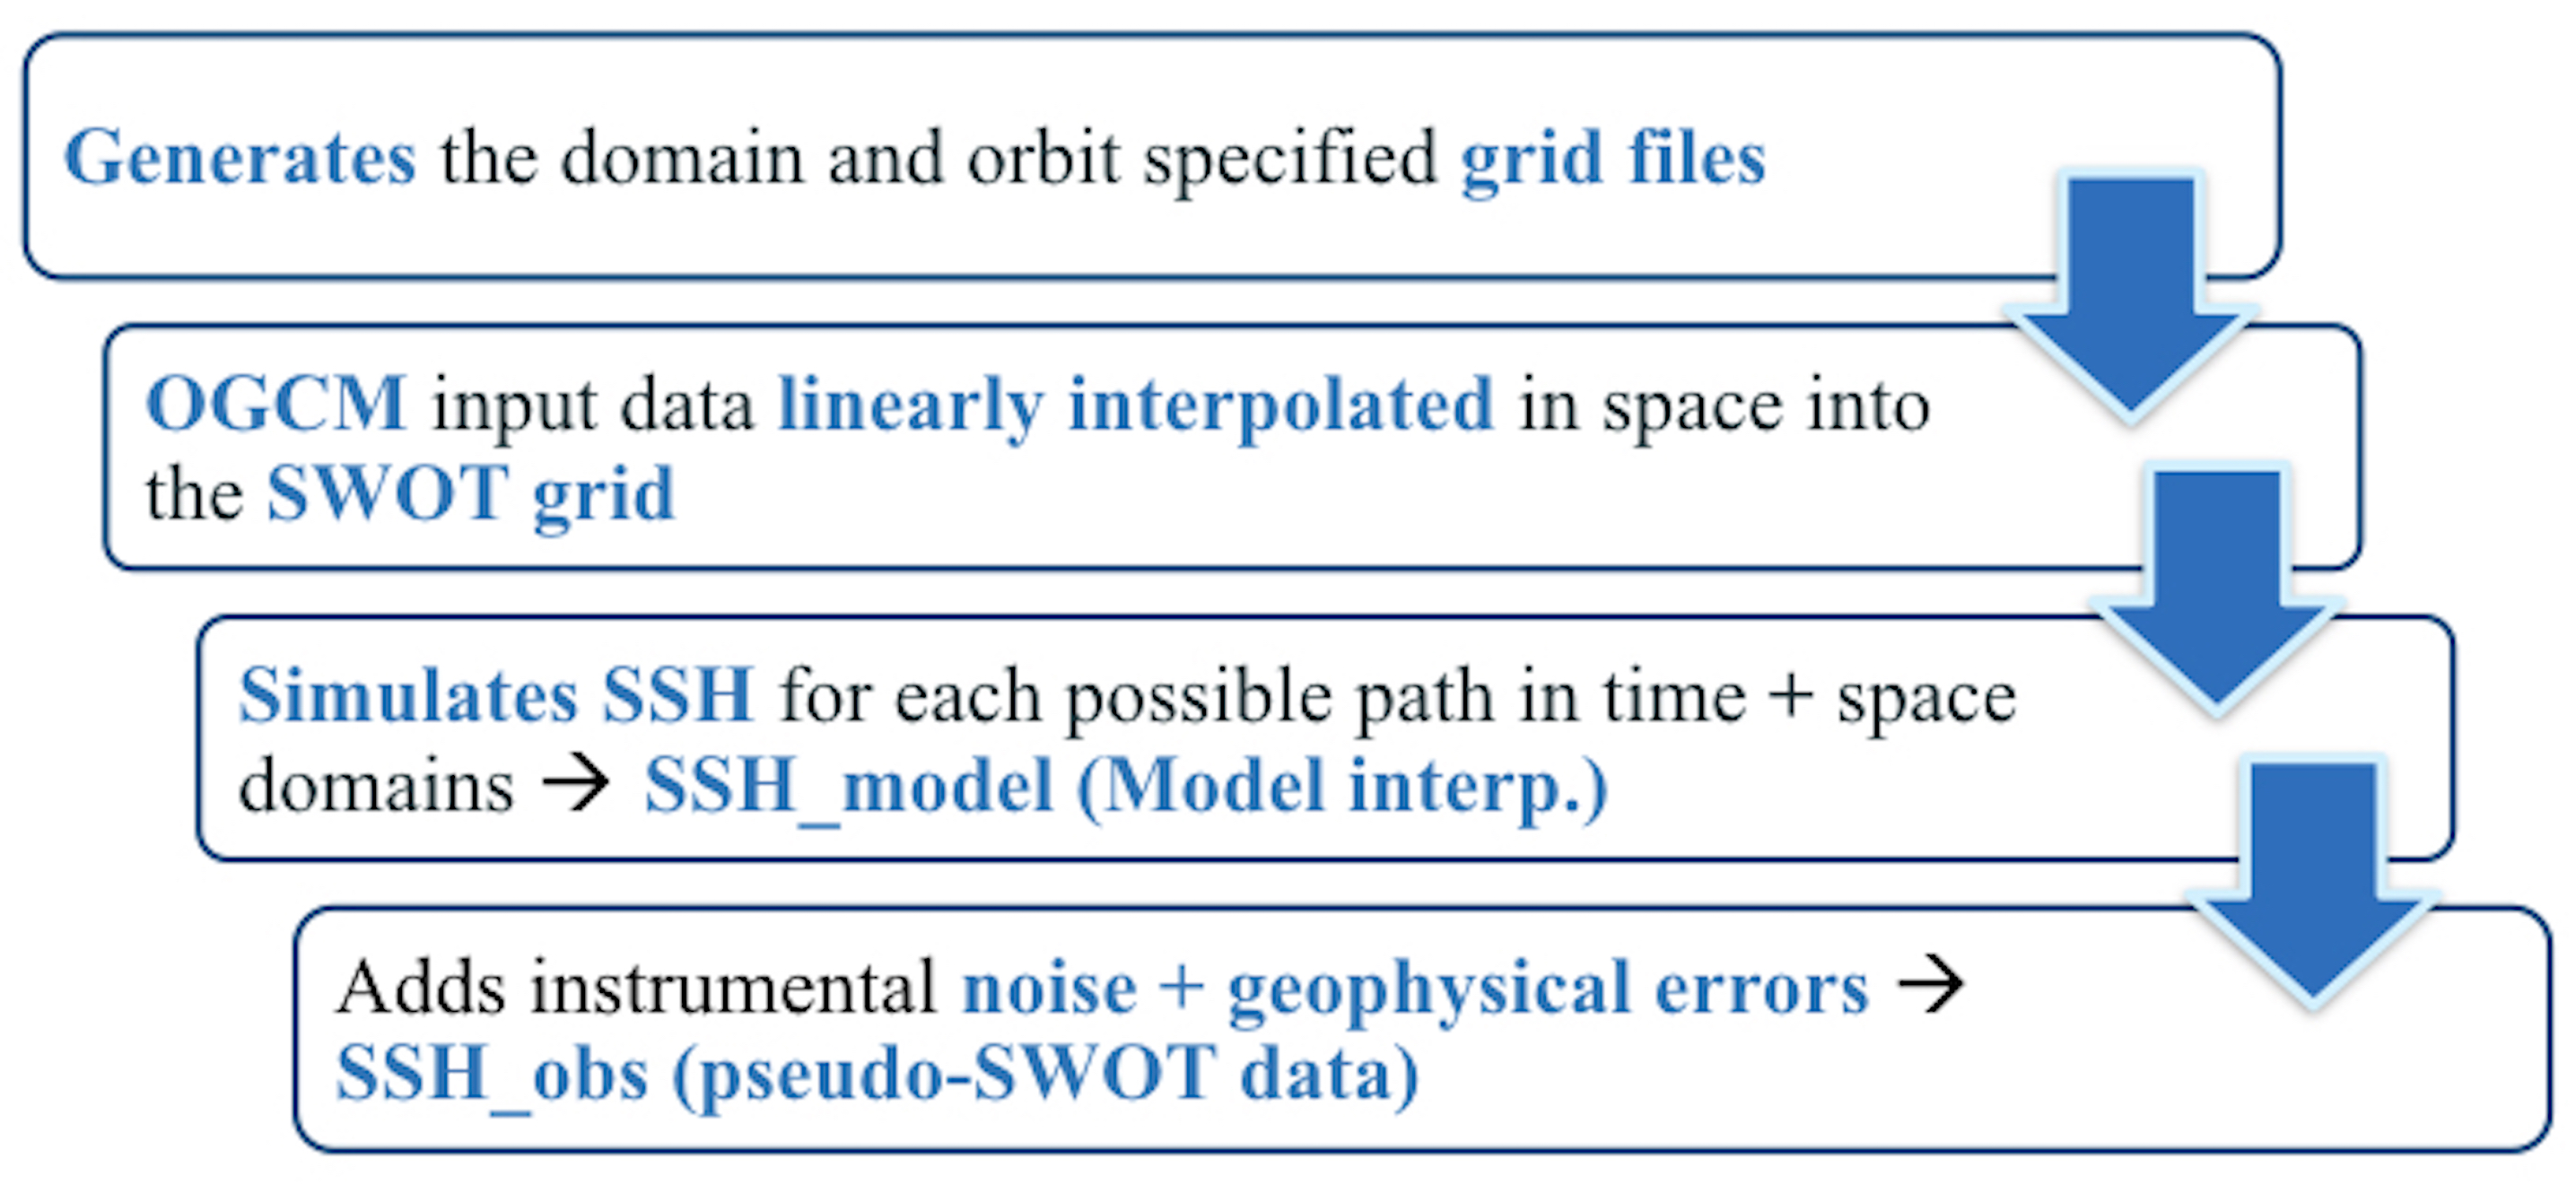 Generates the domain and orbit specified grid files
OGCM input data linearly interpolated in space into
the SWOT grid
Simulates SSH for each possible path in time + space
domains → SSH_model (Model interp.)
Adds instrumental noise + geophysical errors →
SSH_obs (pseudo-SWOT data)